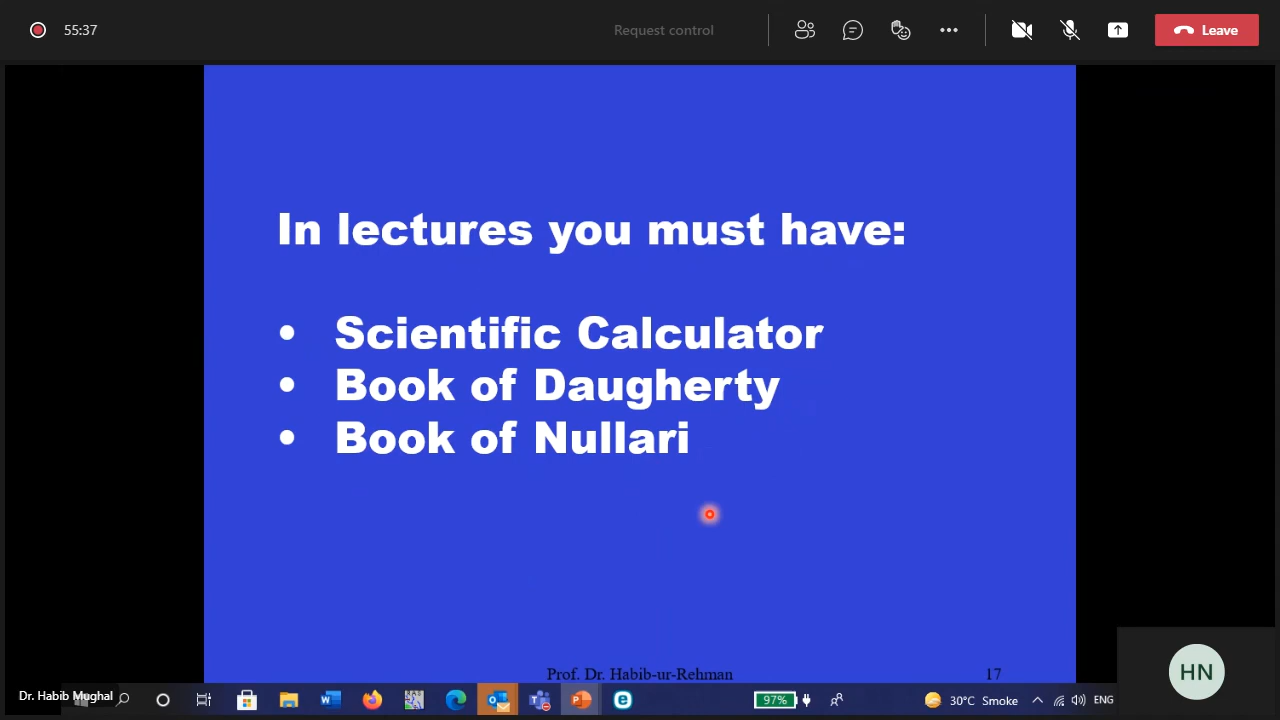 55:37
Request control
Leave
In lectures you must have:
• Scientific Calculator
• Book of Daugherty
• Book of Nullari
Prof. Dr. Habib-ur-Rehman
17
HN
Dr. Habib Mughal
97%
30°C Smoke
ENG